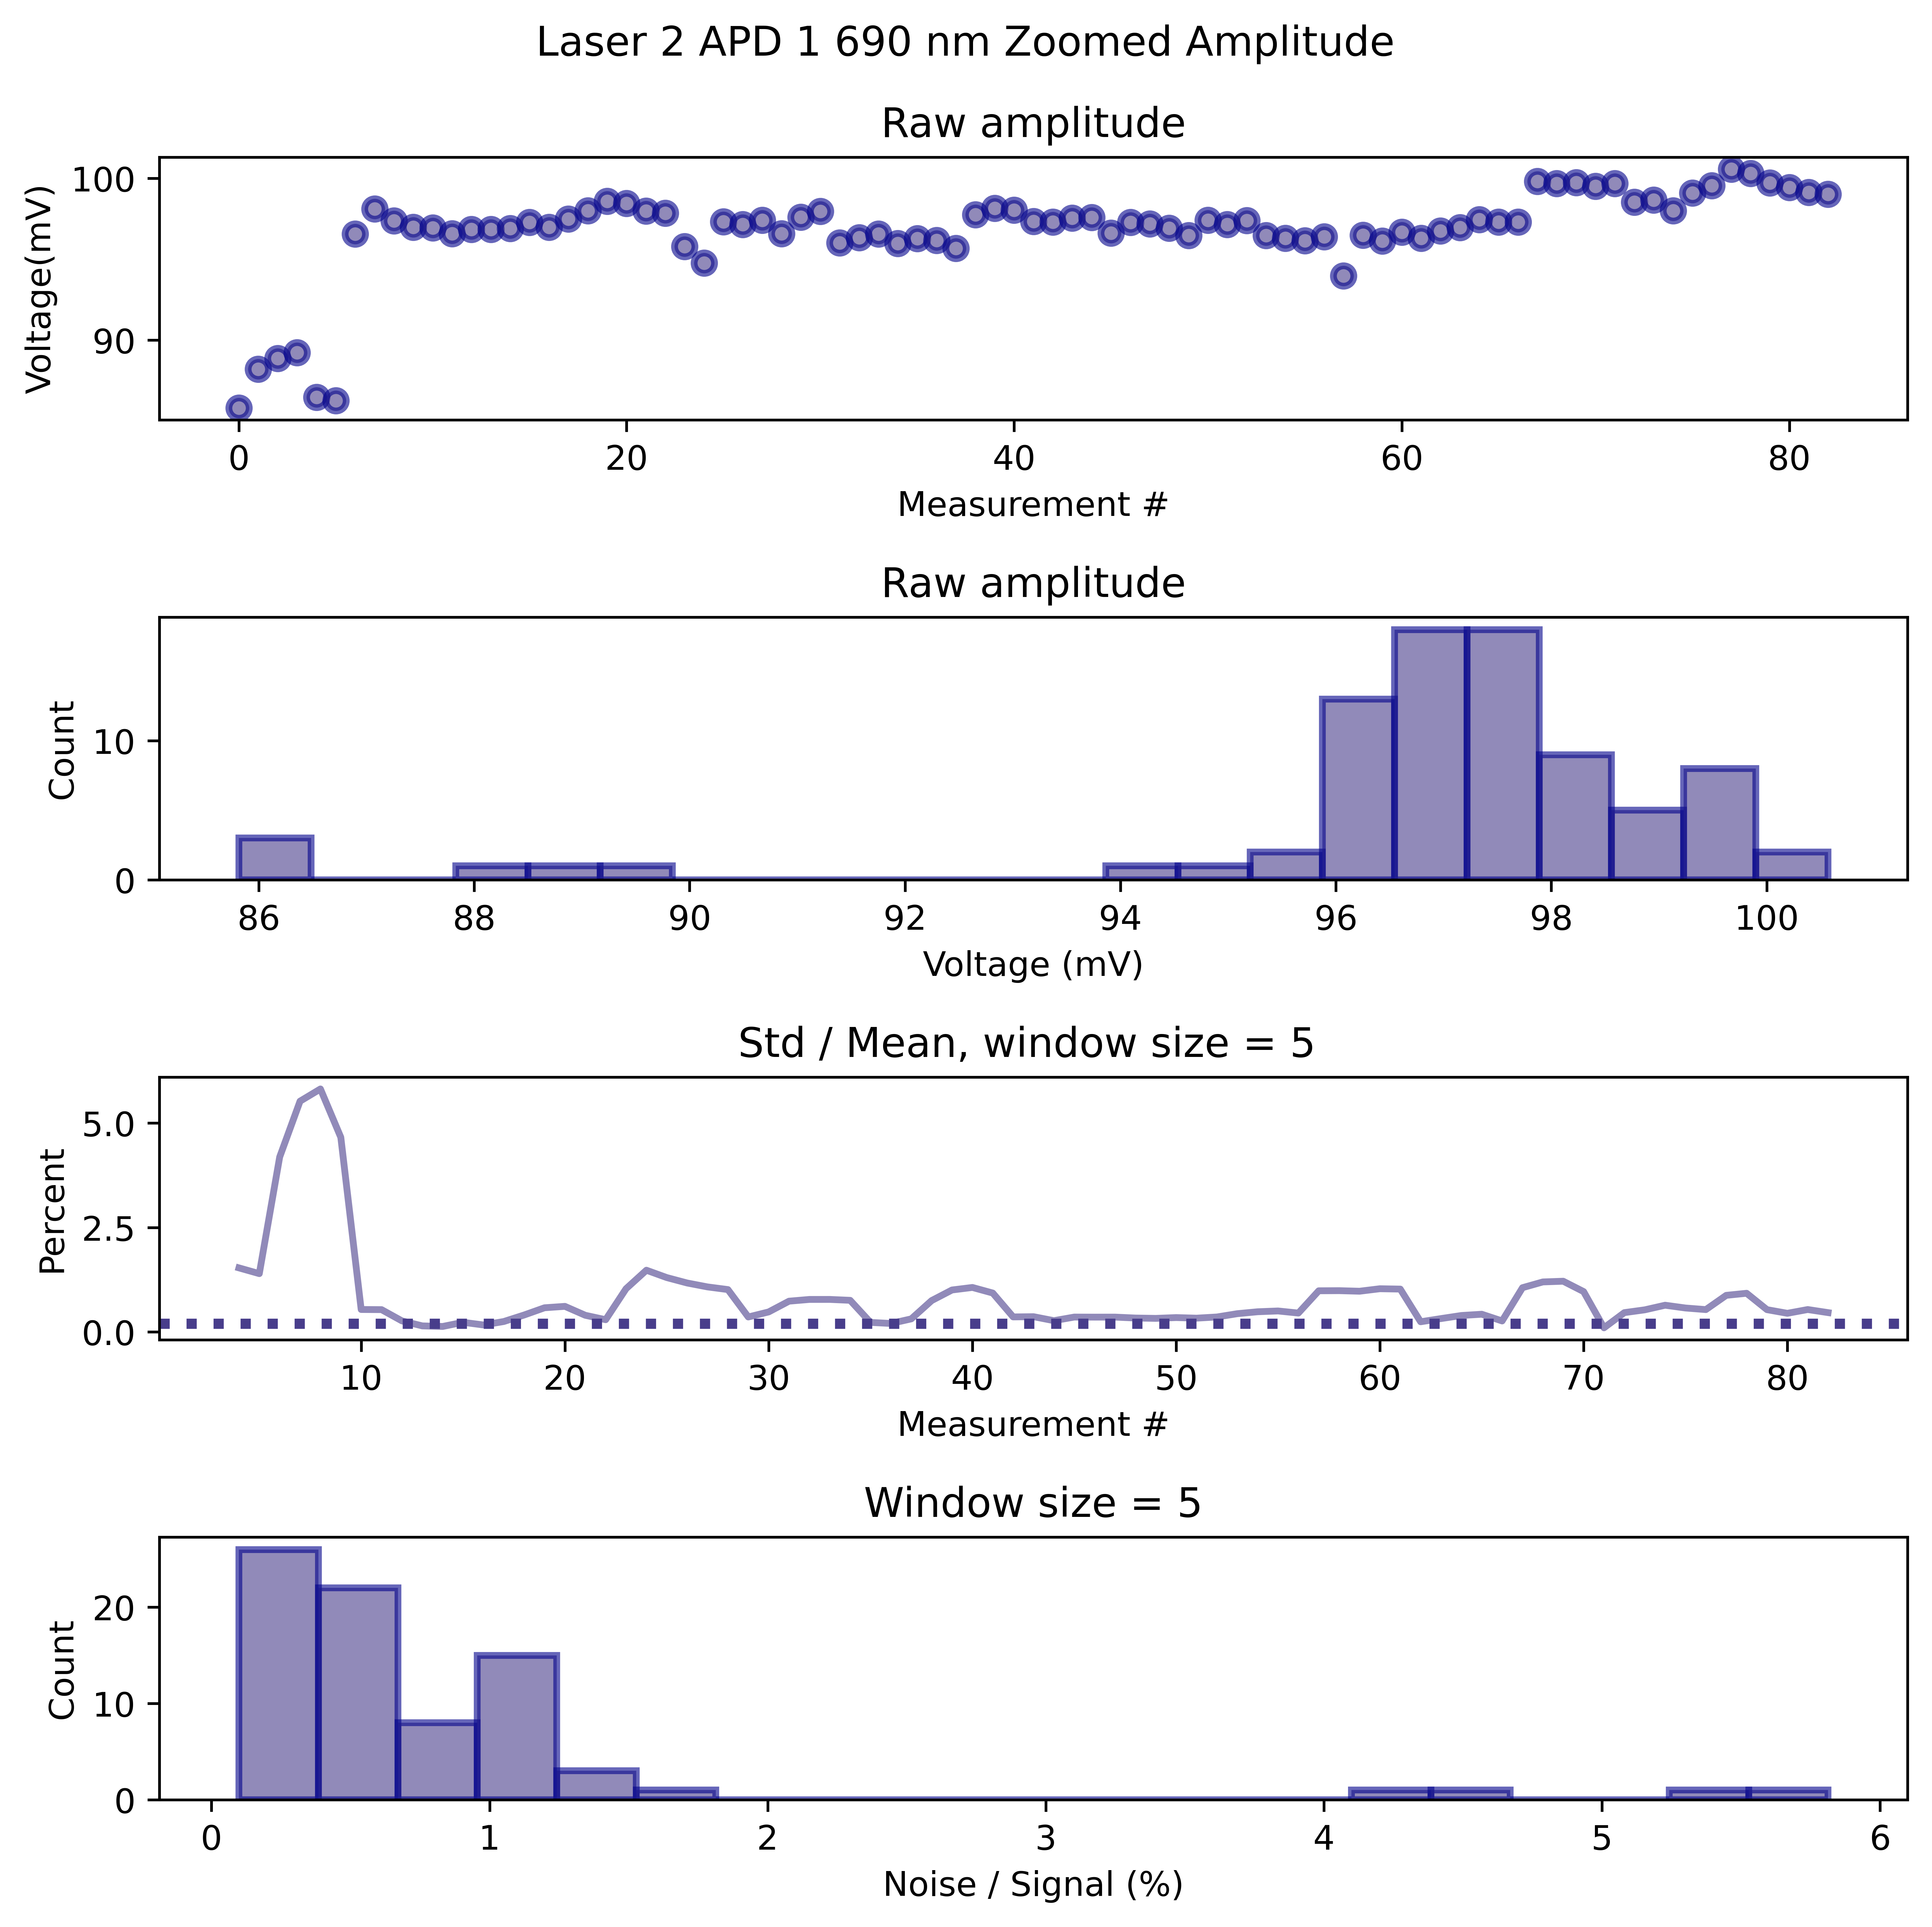 Laser 2 APD 1 690 nm Zoomed Amplitude
Raw amplitude
Voltage(mV)
100
90
0 20 40 60 80
Measurement #
Raw amplitude
Count
10
0
86 88 90 92 94 96 98 100
Voltage (mV)
Std / Mean, window size = 5
Percent
5.0
2.5
0.0
10 20 30 40 50 60 70 80
Measurement #
Window size = 5
Count
20
10
0
0 1 2 3 4 5 6
Noise / Signal (%)